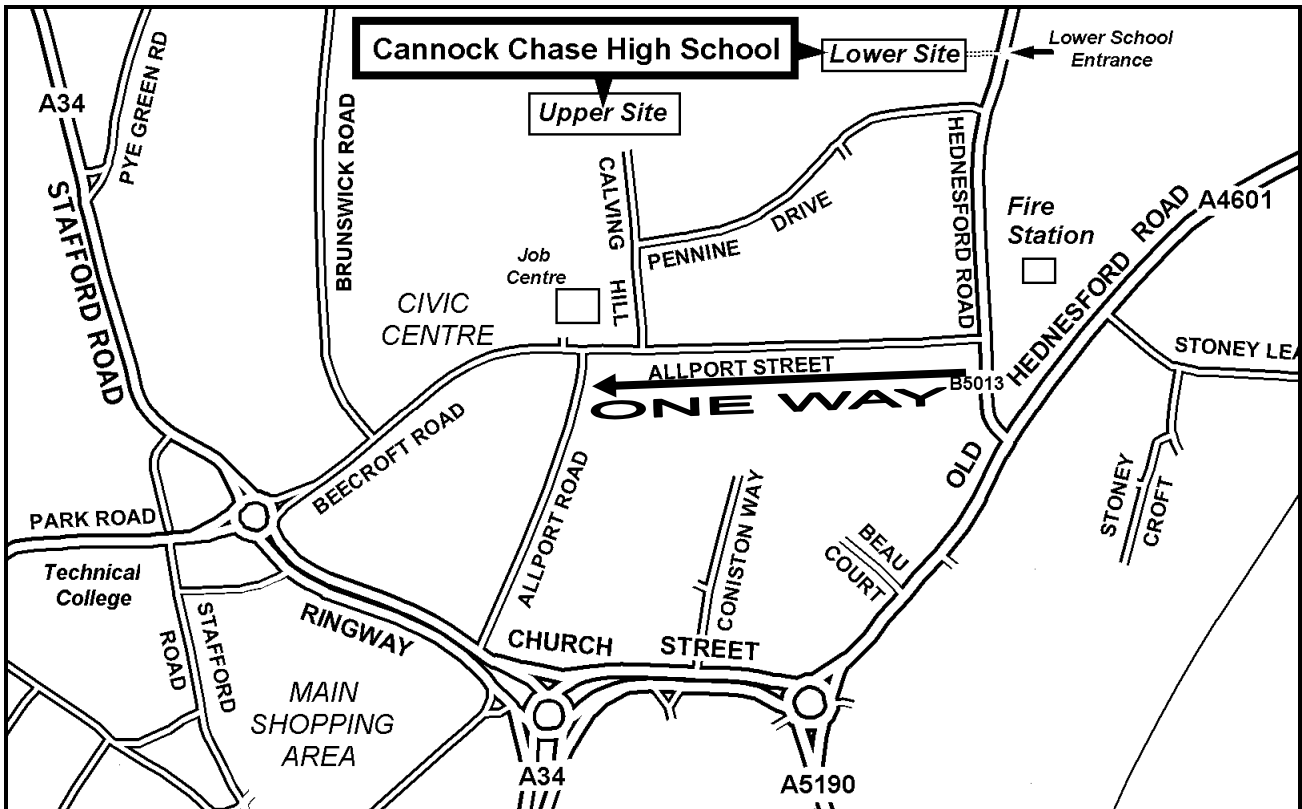 Cannock Chase High School
Lower Site
Lower School
Entrance
Upper Site
A34
PYE GREEN RD
BRUNSWICK ROAD
STAFFORD ROAD
CALVING HILL
PENNINE DRIVE
HEDNESFORD ROAD
Fire
Station
A4601
OLD HEDNESFORD ROAD
Job
Centre
CIVIC
CENTRE
STONEY LEA
ALLPORT STREET
B5013
ONE WAY
BEECROFT ROAD
ALLPORT ROAD
CONISTON WAY
BEAU
COURT
STONEY
CROFT
PARK ROAD
Technical
College
STAFFORD
ROAD
RINGWAY
CHURCH STREET
MAIN
SHOPPING
AREA
A34
A5190